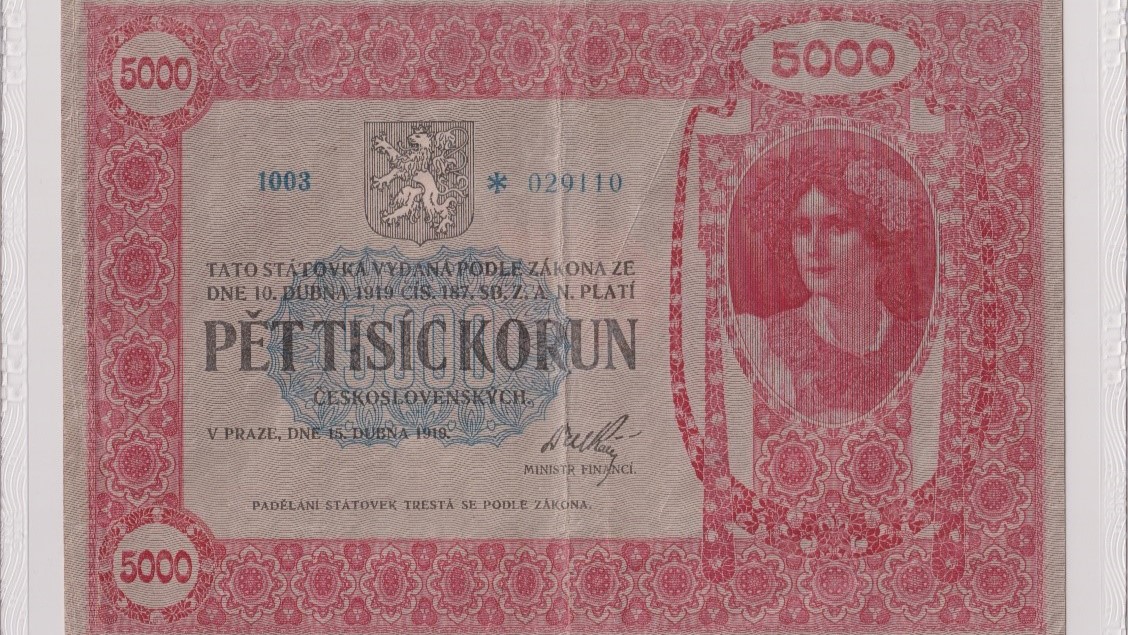 5000
5000
1003 * 029110
TATO STÁTOVKA VYDANÁ PODLE ZÁKONA ZE
DNE 10. DUBNA 1919 ČÍS. 187. SB. Z. A. N. PLATÍ
PĚT TISÍC KORUN
5000
ČESKOSLOVENSKÝCH.
V PRAZE, DNE 15. DUBNA 1919.
MINISTR FINANCÍ.
PADĚLÁNÍ STÁTOVEK TRESTÁ SE PODLE ZÁKONA.
5000